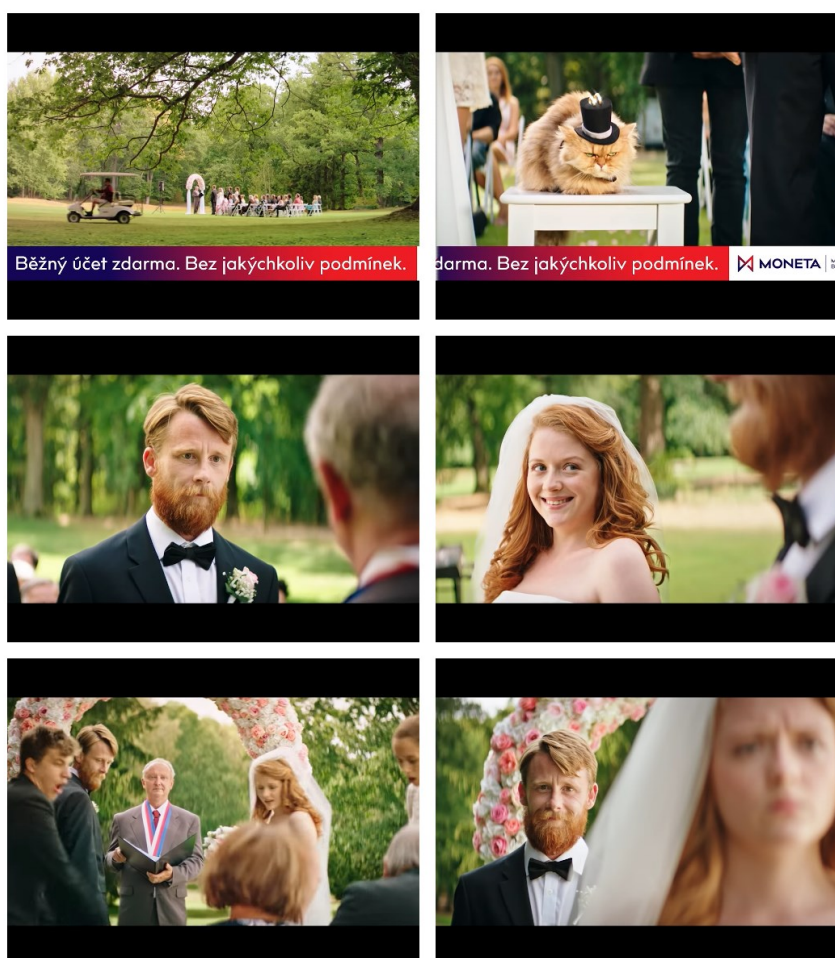 Běžný účet zdarma. Bez jakýchkoliv podmínek.
darma. Bez jakýchkoliv podmínek. MONETA